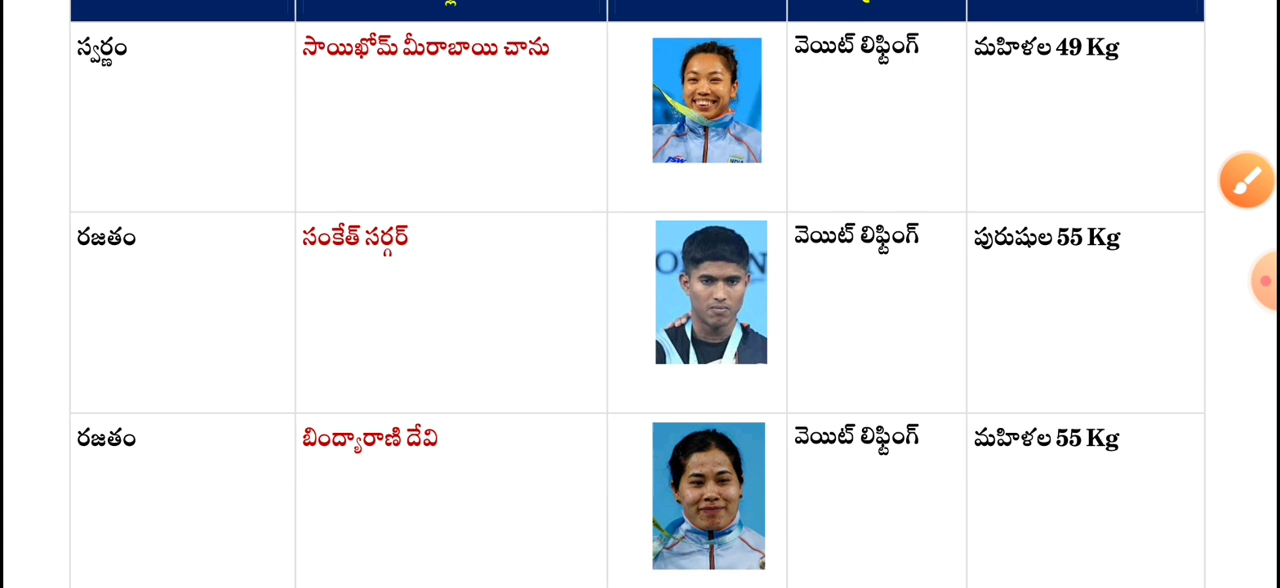 స్వర్ణం సాయిఖోమ్ మీరాబాయి చాను వెయిట్ లిఫ్టింగ్ మహిళల 49 Kg
రజతం సంకేత్ సర్గర్ వెయిట్ లిఫ్టింగ్ పురుషుల 55 Kg
రజతం బింద్యారాణి దేవి వెయిట్ లిఫ్టింగ్ మహిళల 55 Kg